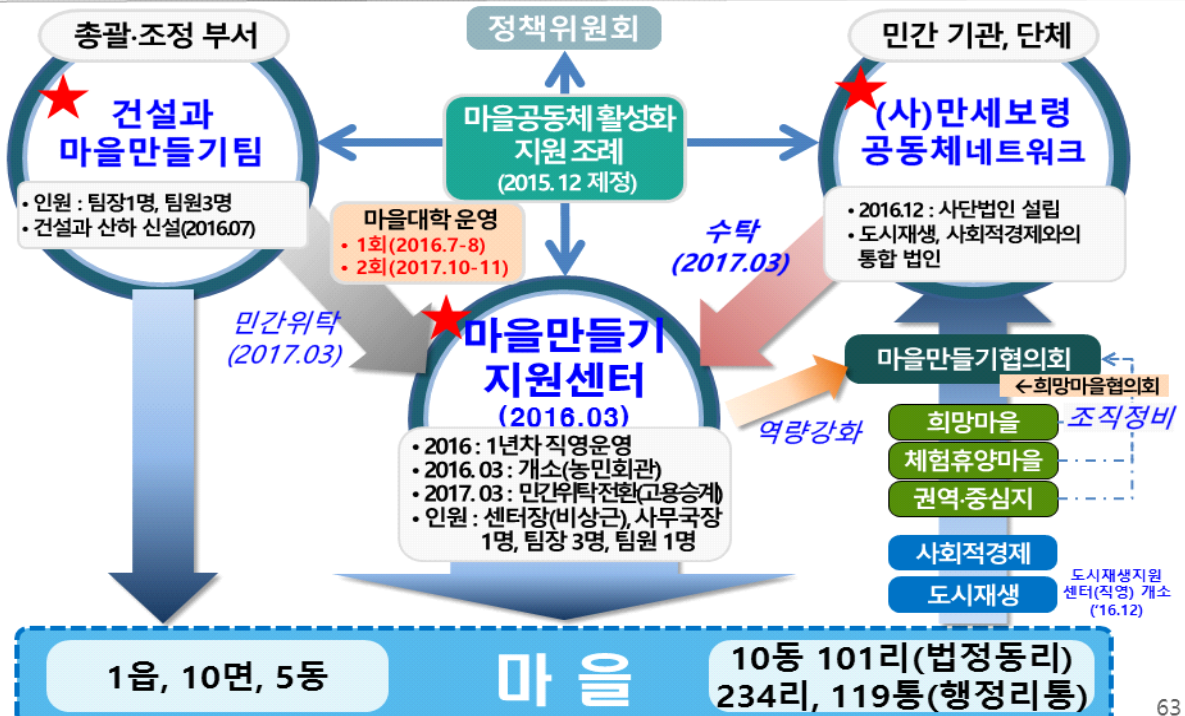 총괄·조정 부서
정책위원회
민간 기관, 단체
건설과
마을만들기팀
• 인원 : 팀장1명, 팀원3명
• 건설과 산하 신설(2016.07)
마을공동체 활성화
지원 조례
(2015. 12 제정)
(사)만세보령
공동체네트워크
• 2016.12 : 사단법인 설립
• 도시재생, 사회적경제와의
통합 법인
마을대학 운영
• 1회(2016.7-8)
• 2회(2017.10-11)
민간위탁
(2017.03)
수탁
(2017.03)
마을만들기
지원센터
(2016.03)
• 2016 : 1년차 직영운영
• 2016. 03 : 개소(농민회관)
• 2017. 03 : 민간위탁전환(고용승계)
• 인원 : 센터장(비상근), 사무국장
1명, 팀장 3명, 팀원 1명
역량강화
마을만들기협의회
←희망마을협의회
조직정비
희망마을
체험휴양마을
권역·중심지
사회적경제
도시재생
도시재생지원
센터(직영) 개소
('16.12)
1읍, 10면, 5동
마 을
10동 101리(법정동리)
234리, 119통(행정리통)
63